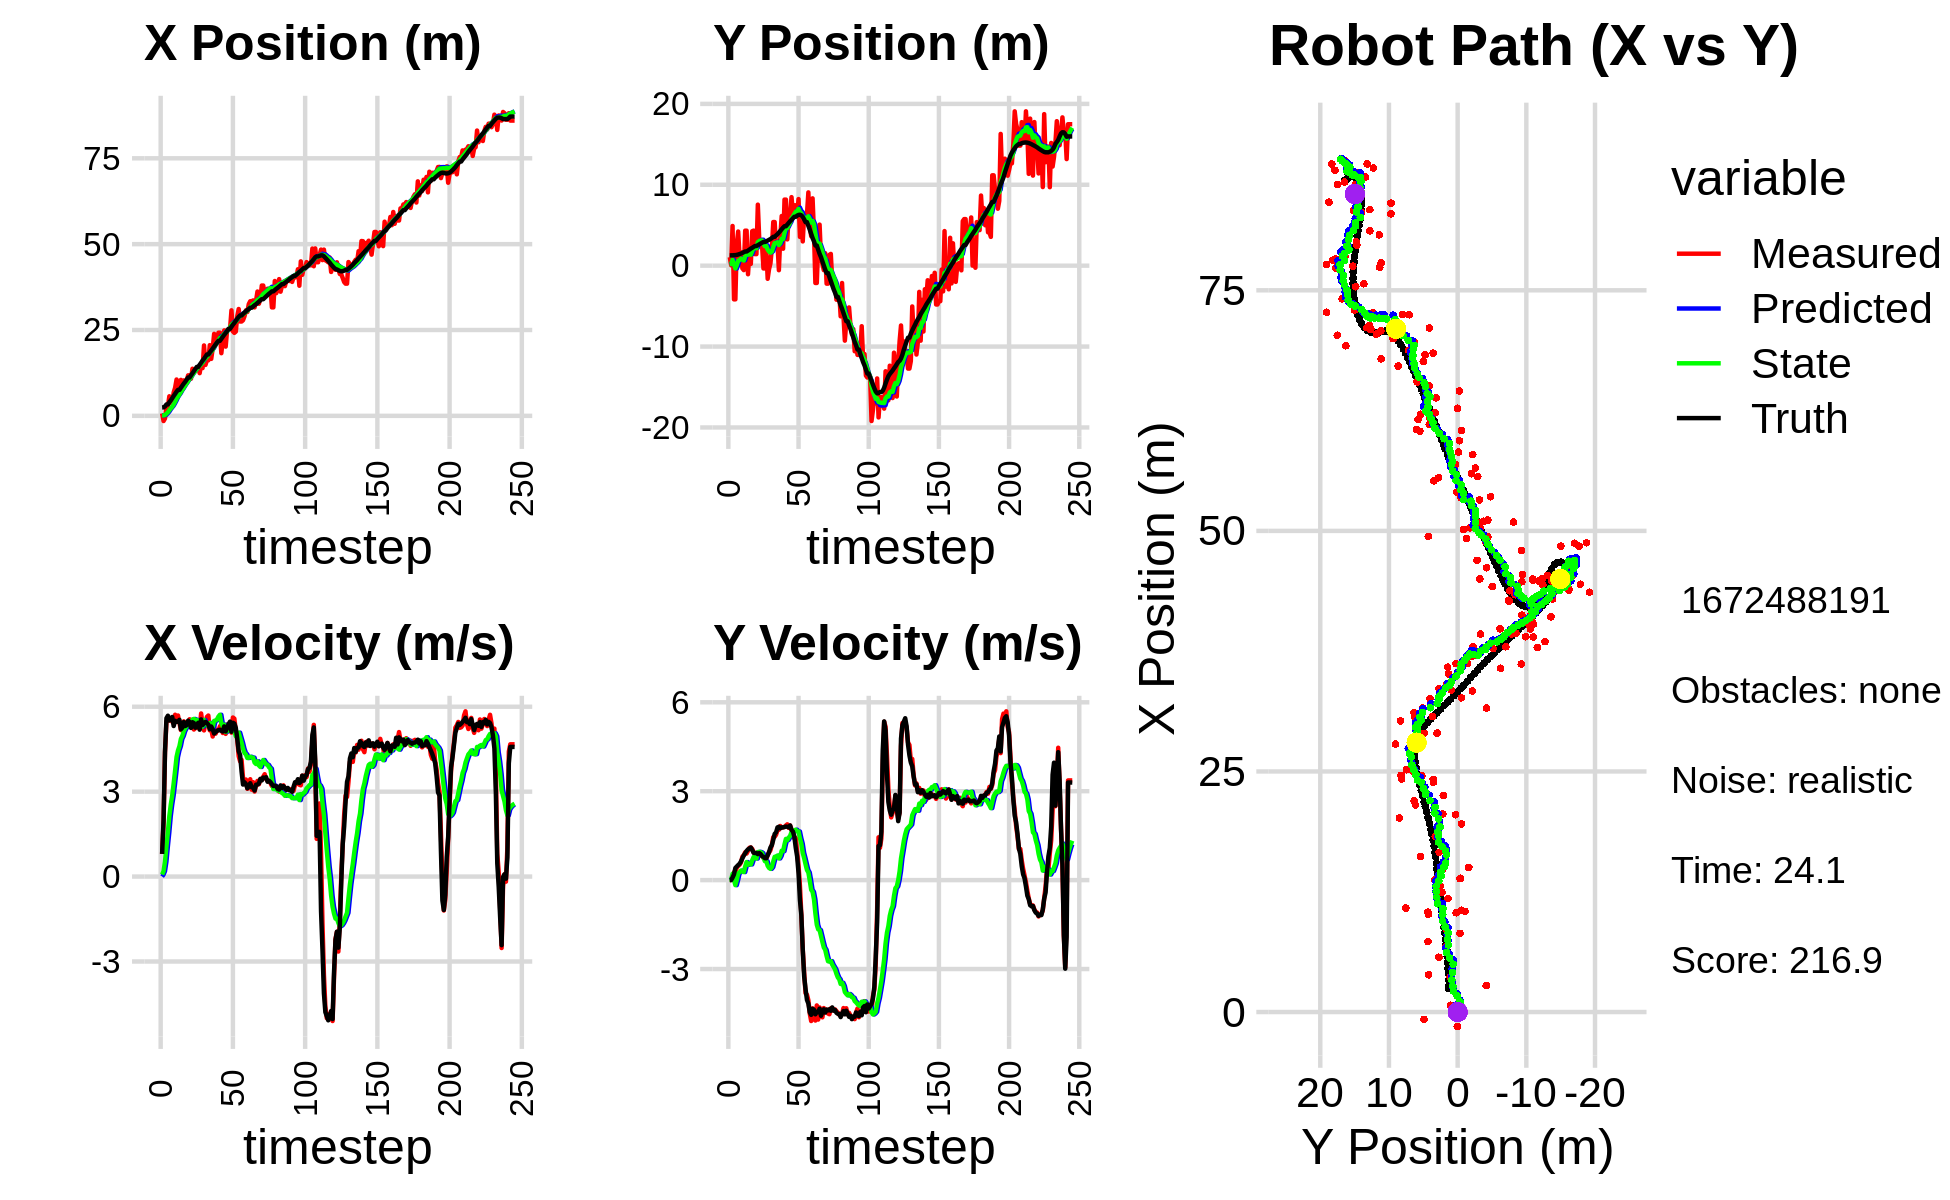 X Position (m)
75
50
25
0
0 50 100 150 200 250
timestep
Y Position (m)
20
10
0
-10
-20
0 50 100 150 200 250
timestep
X Velocity (m/s)
6
3
0
-3
0 50 100 150 200 250
timestep
Y Velocity (m/s)
6
3
0
-3
0 50 100 150 200 250
timestep
Robot Path (X vs Y)
X Position (m)
75
50
25
0
20 10 0 -10 -20
Y Position (m)
variable
Measured
Predicted
State
Truth
1672488191
Obstacles: none
Noise: realistic
Time: 24.1
Score: 216.9